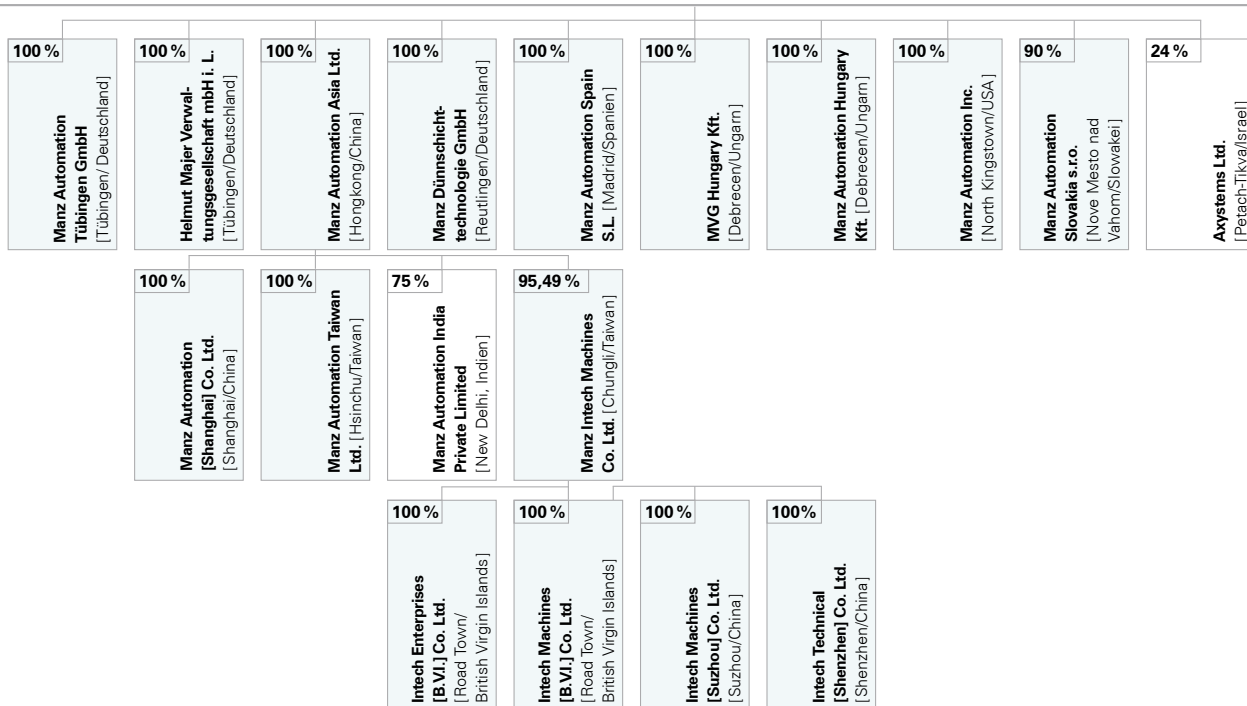 100 %
Manz Automation
Tübingen GmbH
[Tübingen/ Deutschland]
100 %
Helmut Majer Verwal-
tungsgesellschaft mbH i. L.
[Tübingen/Deutschland]
100 %
Manz Automation Asia Ltd.
[Hongkong/China]
100 %
Manz Dünnschicht-
technologie GmbH
[Reutlingen/Deutschland]
100 %
Manz Automation Spain
S.L. [Madrid/Spanien]
100 %
MVG Hungary Kft.
[Debrecen/Ungarn]
100 %
Manz Automation Hungary
Kft. [Debrecen/Ungarn]
100 %
Manz Automation Inc.
[North Kingstown/USA]
90 %
Manz Automation
Slovakia s.r.o.
[Nove Mesto nad
Vahom/Slowakei]
24 %
Axystems Ltd.
[Petach-Tikva/Israel]
100 %
Manz Automation
[Shanghai] Co. Ltd.
[Shanghai/China]
100 %
Manz Automation Taiwan
Ltd. [Hsinchu/Taiwan]
75 %
Manz Automation India
Private Limited
[New Delhi, Indien]
95,49 %
Manz Intech Machines
Co. Ltd. [Chungli/Taiwan]
100 %
Intech Enterprises
[B.V.I.] Co. Ltd.
[Road Town/
British Virgin Islands]
100 %
Intech Machines
[B.V.I.] Co. Ltd.
[Road Town/
British Virgin Islands]
100 %
Intech Machines
[Suzhou] Co. Ltd.
[Suzhou/China]
100%
Intech Technical
[Shenzhen] Co. Ltd.
[Shenzhen/China]